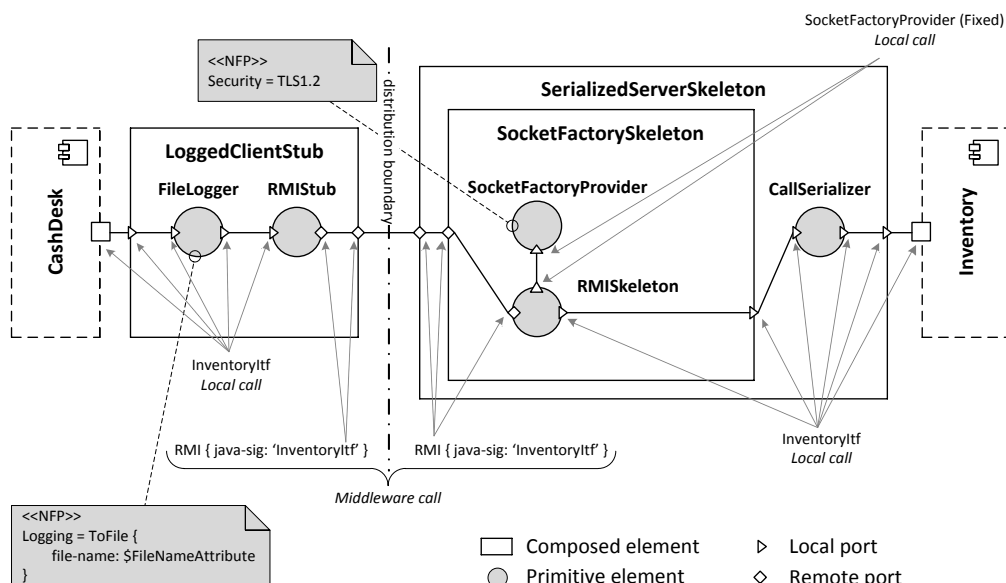 SocketFactoryProvider (Fixed)
Local call
<<NFP>>
Security = TLS1.2
distribution boundary
SerializedServerSkeleton
SocketFactorySkeleton
LoggedClientStub
FileLogger
RMIStub
SocketFactoryProvider
CallSerializer
CashDesk
Inventory
RMISkeleton
InventoryItf
Local call
InventoryItf
Local call
RMI { java-sig: ‘InventoryItf’ }
RMI { java-sig: ‘InventoryItf’ }
Middleware call
<<NFP>>
Logging = ToFile {
file-name: $FileNameAttribute
}
Composed element
Local port
Primitive element
Remote port